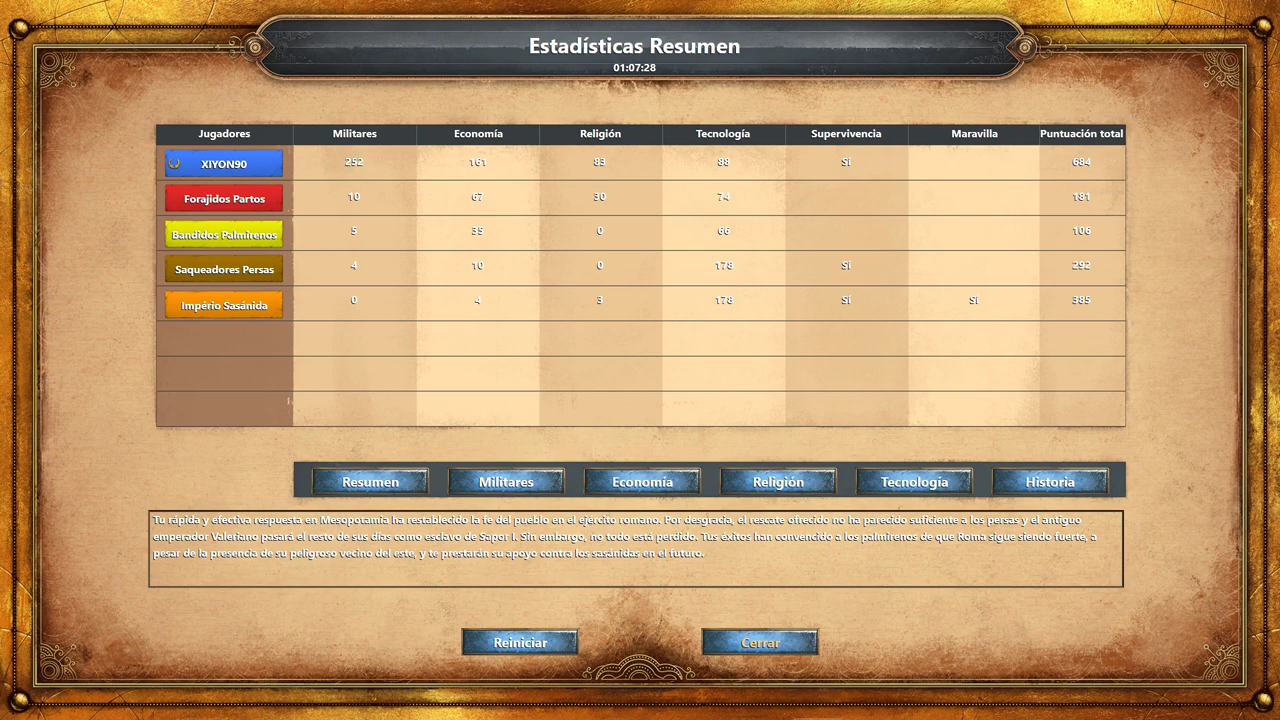 Estadísticas Resumen
01:07:28
Jugadores Militares Economía Religión Tecnología Supervivencia Maravilla Puntuación total
XIYON90 252 161 83 88 Sí 684
Forajidos Partos 10 67 30 74 181
Bandidos Palmirenos 5 35 0 66 106
Saqueadores Persas 4 10 0 178 Sí 292
Império Sasánida 0 4 3 178 Sí Sí 385
Resumen Militares Economía Religión Tecnología Historia
Tu rápida y efectiva respuesta en Mesopotamia ha restablecido la fe del pueblo en el ejército romano. Por desgracia, el rescate ofrecido no ha parecido suficiente a los persas y el antiguo
emperador Valeriano pasará el resto de sus días como esclavo de Sapor I. Sin embargo, no todo está perdido. Tus éxitos han convencido a los palmirenos de que Roma sigue siendo fuerte, a
pesar de la presencia de su peligroso vecino del este, y te prestarán su apoyo contra los sasánidas en el futuro.
Reiniciar Cerrar